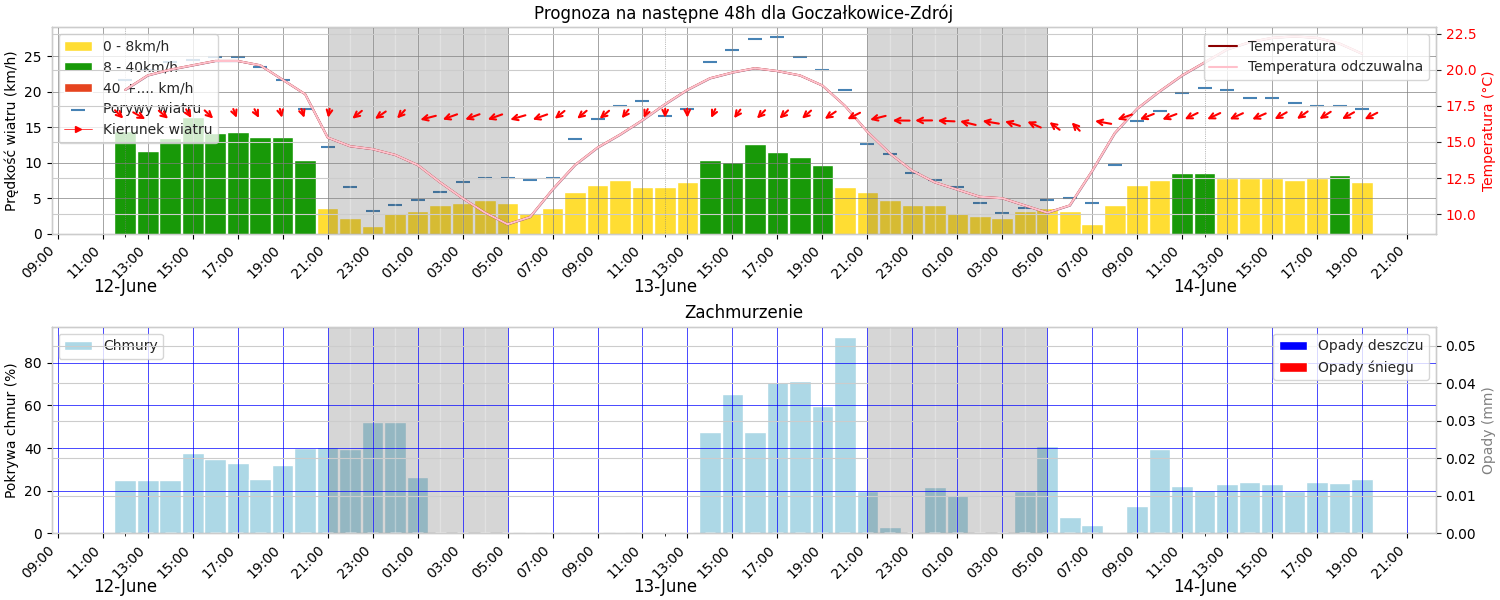 Prognoza na następne 48h dla Goczałkowice-Zdrój
Prędkość wiatru (km/h)
25
20
15
10
5
0
0 - 8km/h
8 - 40km/h
40 +.... km/h
Porywy wiatru
Kierunek wiatru
Temperatura
Temperatura odczuwalna
22.5
20.0
17.5
15.0
12.5
10.0
Temperatura (°C)
09:00 11:00 13:00 15:00 17:00 19:00 21:00 23:00 01:00 03:00 05:00 07:00 09:00 11:00 13:00 15:00 17:00 19:00 21:00 23:00 01:00 03:00 05:00 07:00 09:00 11:00 13:00 15:00 17:00 19:00 21:00
12-June 13-June 14-June
Zachmurzenie
Pokrywa chmur (%)
80
60
40
20
0
Chmury
Opady deszczu
Opady śniegu
0.05
0.04
0.03
0.02
0.01
0.00
Opady (mm)
09:00 11:00 13:00 15:00 17:00 19:00 21:00 23:00 01:00 03:00 05:00 07:00 09:00 11:00 13:00 15:00 17:00 19:00 21:00 23:00 01:00 03:00 05:00 07:00 09:00 11:00 13:00 15:00 17:00 19:00 21:00
12-June 13-June 14-June